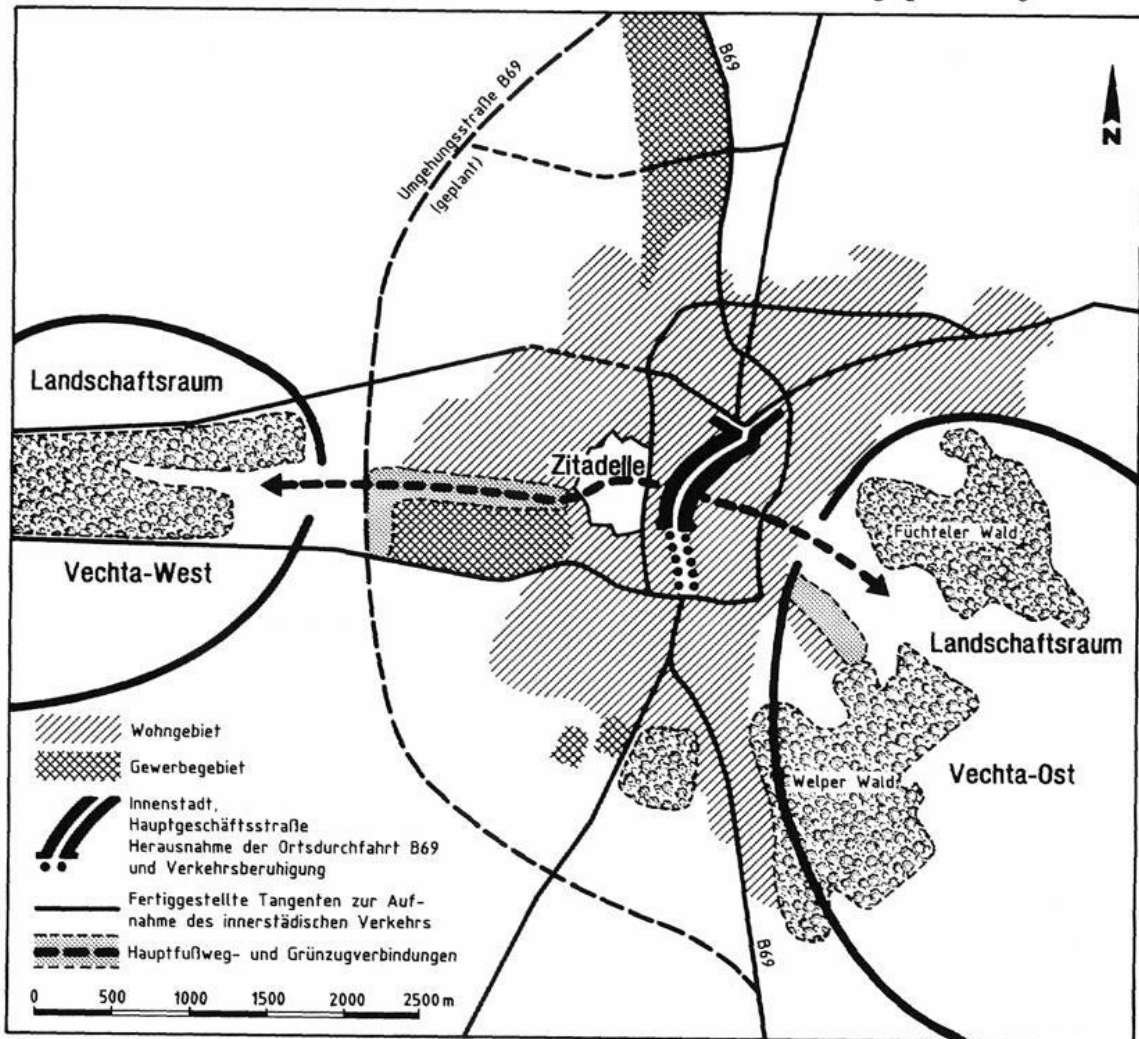 B69
Umgehungsstraße B69
(geplant)
N
Landschaftsraum
Zitadelle
Füchteler Wald
Vechta-West
Landschaftsraum
Welper Wald
Vechta-Ost
B69
Wohngebiet
Gewerbegebiet
Innenstadt,
Hauptgeschäftsstraße
Herausnahme der Ortsdurchfahrt B69
und Verkehrsberuhigung
Fertiggestellte Tangenten zur Auf-
nahme des innerstädischen Verkehrs
Hauptfußweg- und Grünzugverbindungen
0 500 1000 1500 2000 2500 m